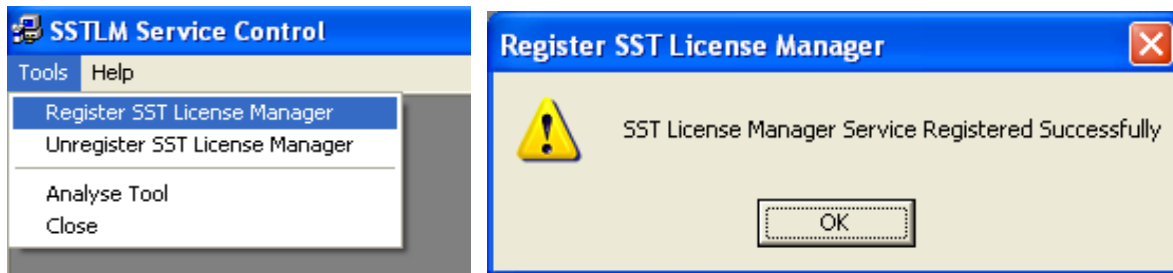 SSTLM Service Control
Tools Help
Register SST License Manager
Unregister SST License Manager
Analyse Tool
Close
Register SST License Manager
SST License Manager Service Registered Successfully
OK